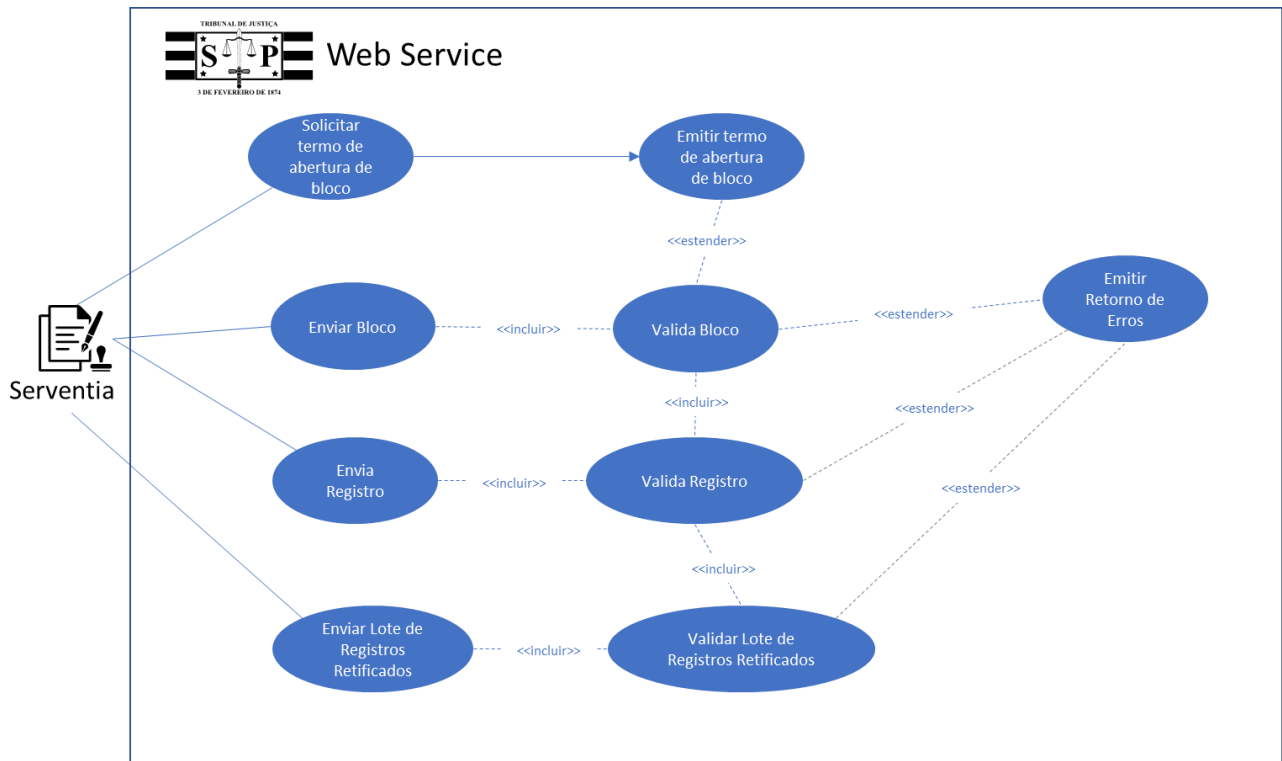 TRIBUNAL DE JUSTIÇA
S P
3 DE FEVEREIRO DE 1874
Web Service
Solicitar
termo de
abertura de
bloco
Emitir termo
de abertura
de bloco
<<estender>>
Emitir
Retorno de
Erros
Enviar Bloco
<<incluir>>
Valida Bloco
<<estender>>
Serventia
<<incluir>>
<<estender>>
Envia
Registro
<<incluir>>
Valida Registro
<<estender>>
<<incluir>>
Enviar Lote de
Registros
Retificados
<<incluir>>
Validar Lote de
Registros Retificados